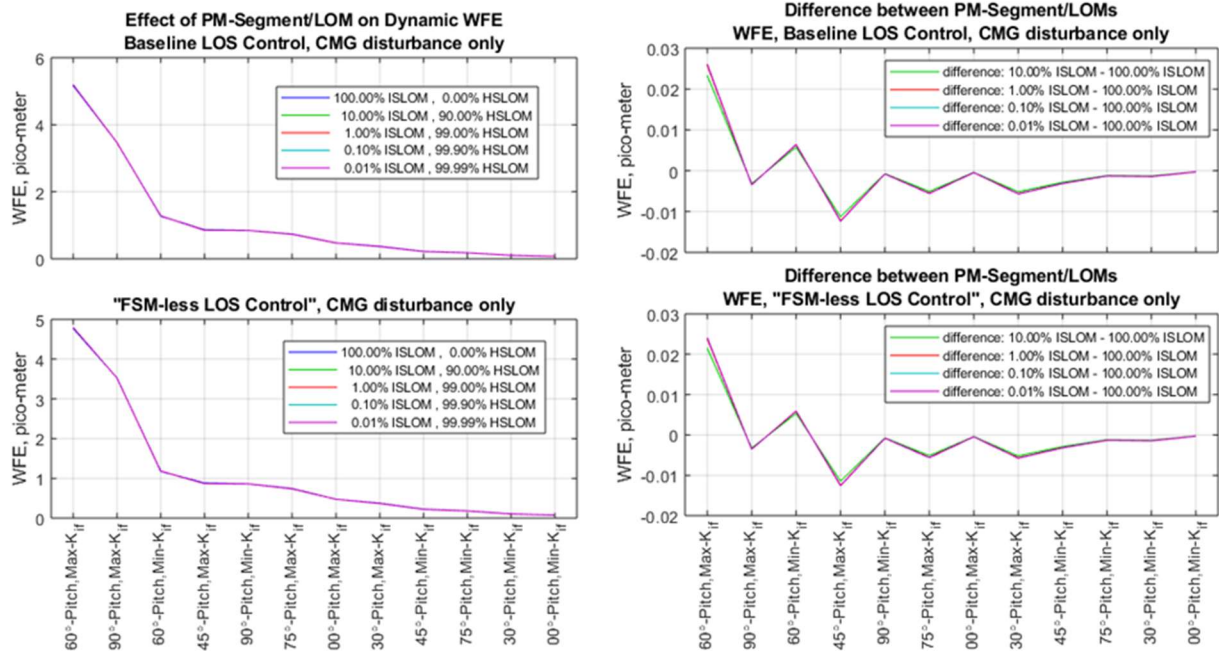 Effect of PM-Segment/LOM on Dynamic WFE
Baseline LOS Control, CMG disturbance only
WFE, pico-meter
6
4
2
0
100.00% ISLOM , 0.00% HSLOM
10.00% ISLOM , 90.00% HSLOM
1.00% ISLOM , 99.00% HSLOM
0.10% ISLOM , 99.90% HSLOM
0.01% ISLOM , 99.99% HSLOM
Difference between PM-Segment/LOMs
WFE, Baseline LOS Control, CMG disturbance only
WFE, pico-meter
0.03
0.02
0.01
0
-0.01
-0.02
difference: 10.00% ISLOM - 100.00% ISLOM
difference: 1.00% ISLOM - 100.00% ISLOM
difference: 0.10% ISLOM - 100.00% ISLOM
difference: 0.01% ISLOM - 100.00% ISLOM
"FSM-less LOS Control", CMG disturbance only
WFE, pico-meter
5
4
3
2
1
0
100.00% ISLOM , 0.00% HSLOM
10.00% ISLOM , 90.00% HSLOM
1.00% ISLOM , 99.00% HSLOM
0.10% ISLOM , 99.90% HSLOM
0.01% ISLOM , 99.99% HSLOM
60°-Pitch,Max-Kif
90°-Pitch,Max-Kif
60°-Pitch,Min-Kif
45°-Pitch,Max-Kif
90°-Pitch,Min-Kif
75°-Pitch,Max-Kif
00°-Pitch,Max-Kif
30°-Pitch,Max-Kif
45°-Pitch,Min-Kif
75°-Pitch,Min-Kif
30°-Pitch,Min-Kif
00°-Pitch,Min-Kif
Difference between PM-Segment/LOMs
WFE, "FSM-less LOS Control", CMG disturbance only
WFE, pico-meter
0.03
0.02
0.01
0
-0.01
-0.02
difference: 10.00% ISLOM - 100.00% ISLOM
difference: 1.00% ISLOM - 100.00% ISLOM
difference: 0.10% ISLOM - 100.00% ISLOM
difference: 0.01% ISLOM - 100.00% ISLOM
60°-Pitch,Max-Kif
90°-Pitch,Max-Kif
60°-Pitch,Min-Kif
45°-Pitch,Max-Kif
90°-Pitch,Min-Kif
75°-Pitch,Max-Kif
00°-Pitch,Max-Kif
30°-Pitch,Max-Kif
45°-Pitch,Min-Kif
75°-Pitch,Min-Kif
30°-Pitch,Min-Kif
00°-Pitch,Min-Kif